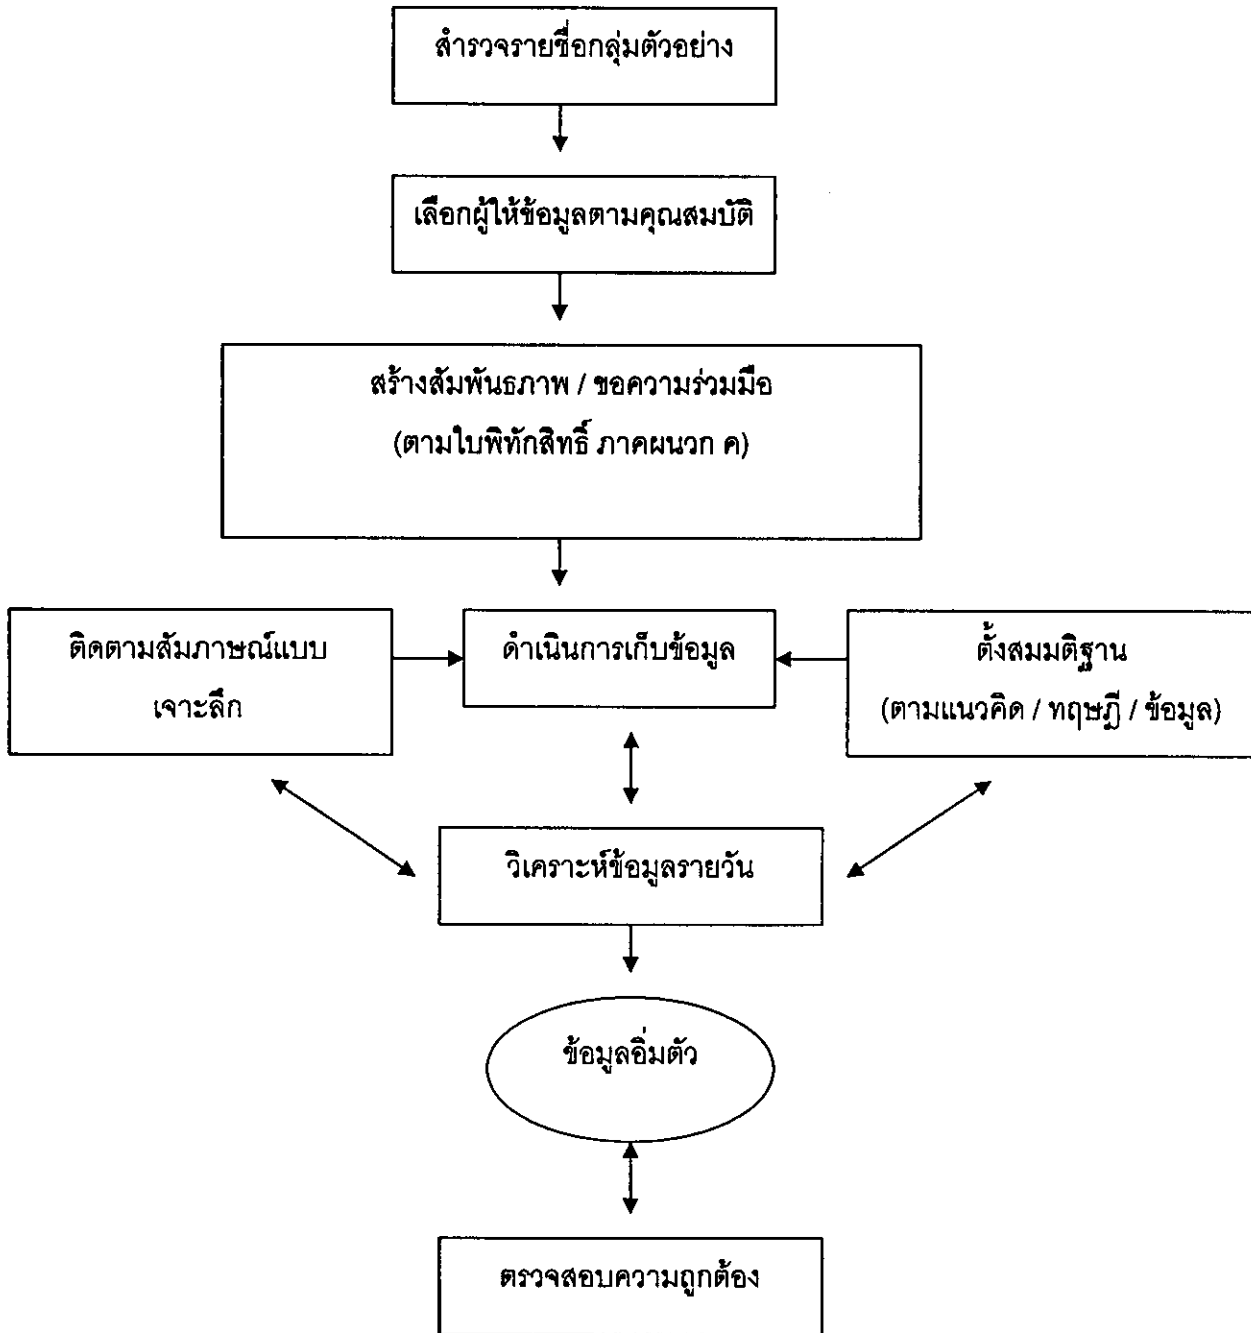 สำรวจรายชื่อกลุ่มตัวอย่าง
เลือกผู้ให้ข้อมูลตามคุณสมบัติ
สร้างสัมพันธภาพ / ขอความร่วมมือ
(ตามใบพิทักสิทธิ์ ภาคผนวก ค)
ติดตามสัมภาษณ์แบบ
เจาะลึก
ดำเนินการเก็บข้อมูล
ตั้งสมมติฐาน
(ตามแนวคิด / ทฤษฎี / ข้อมูล)
วิเคราะห์ข้อมูลรายวัน
ข้อมูลอิ่มตัว
ตรวจสอบความถูกต้อง